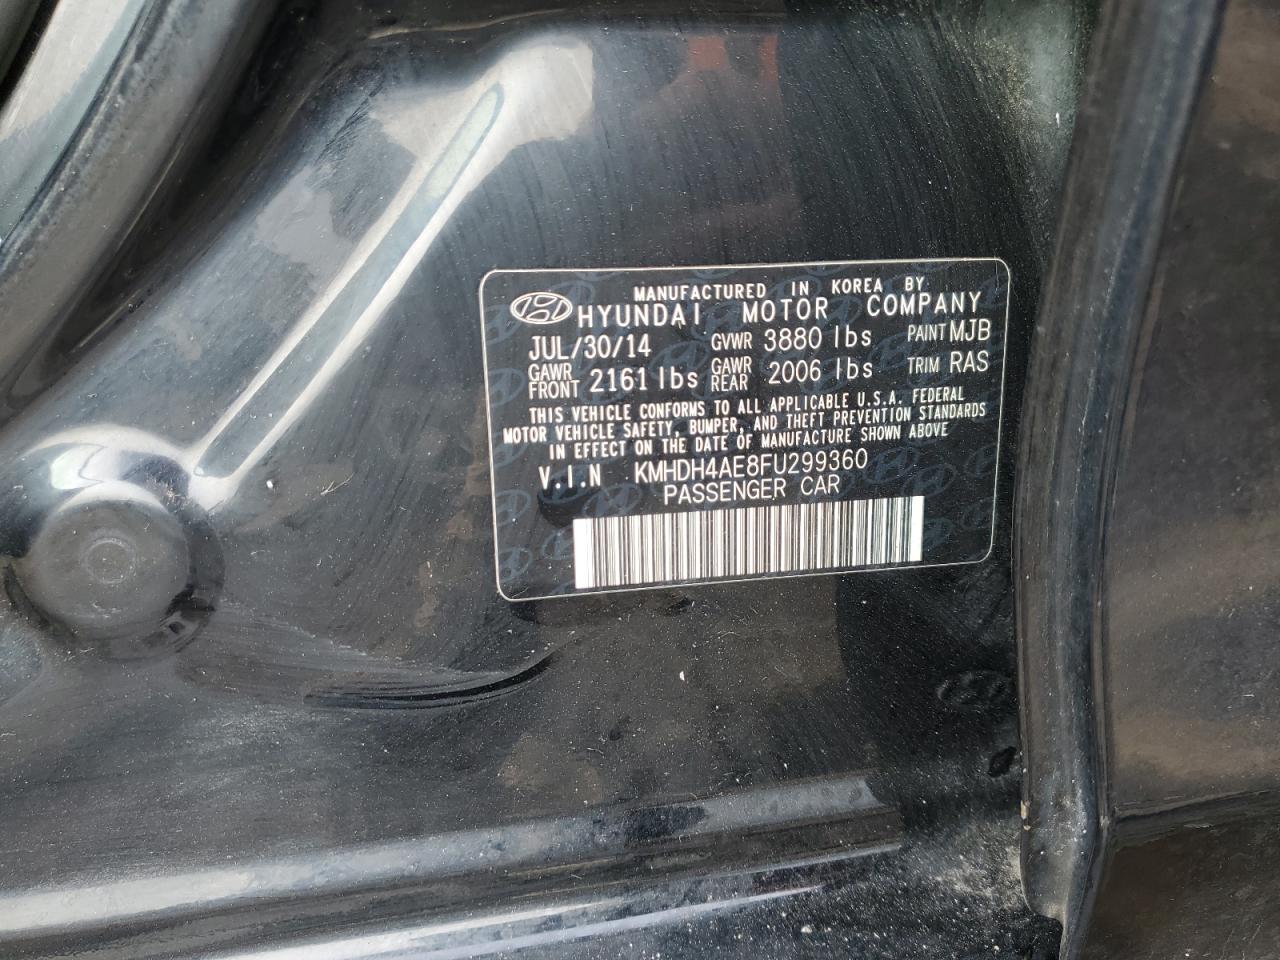 MANUFACTURED IN KOREA BY
HYUNDAI MOTOR COMPANY
JUL/30/14 GVWR 3880 lbs PAINT MJB
GAWR FRONT 2161 lbs GAWR REAR 2006 lbs TRIM RAS
THIS VEHICLE CONFORMS TO ALL APPLICABLE U.S.A. FEDERAL
MOTOR VEHICLE SAFETY, BUMPER, AND THEFT PREVENTION STANDARDS
IN EFFECT ON THE DATE OF MANUFACTURE SHOWN ABOVE
V.I.N KMHDH4AE8FU299360
PASSENGER CAR